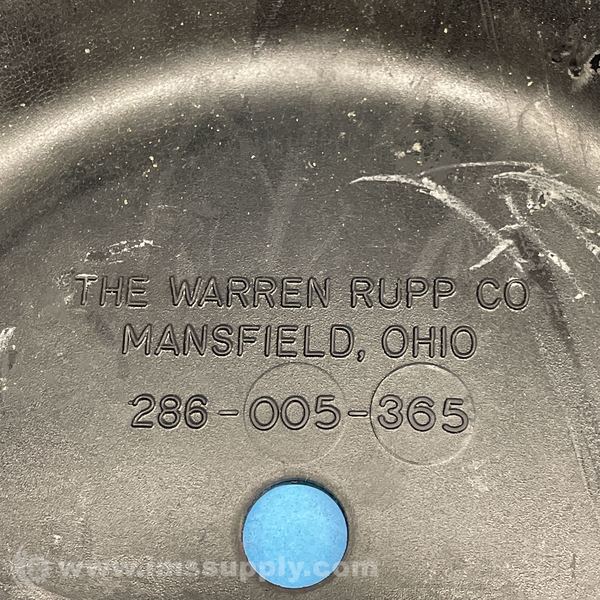 THE WARREN RUPP CO
MANSFIELD, OHIO
286-005-365
www.imssupply.com